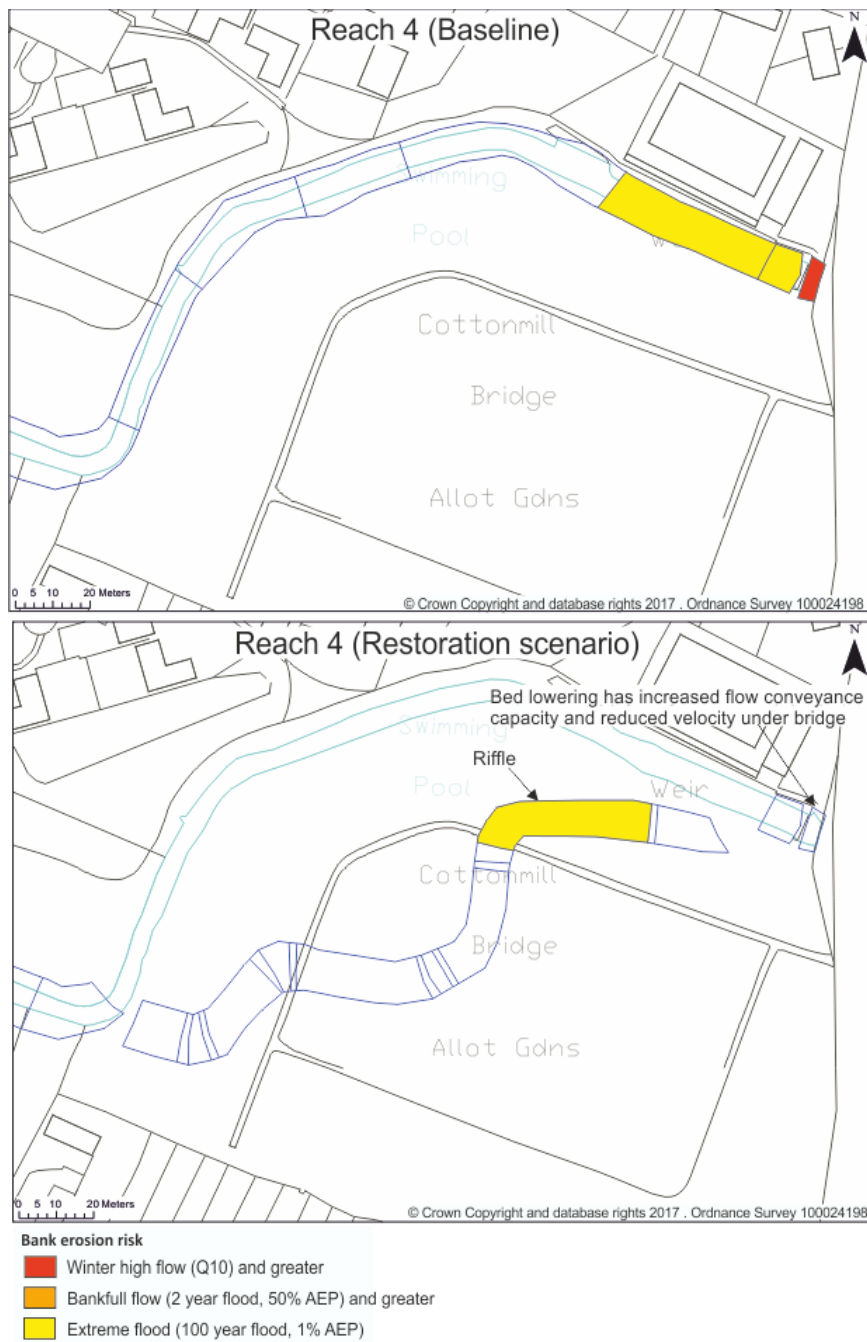 Reach 4 (Baseline)
N
Swimming
Pool
Cottonmill
Bridge
Allot Gdns
0 5 10 20 Meters
© Crown Copyright and database rights 2017 . Ordnance Survey 100024198
Reach 4 (Restoration scenario)
N
Bed lowering has increased flow conveyance
capacity and reduced velocity under bridge
Swimming
Riffle
Pool
Weir
Cottonmill
Bridge
Allot Gdns
0 5 10 20 Meters
© Crown Copyright and database rights 2017 . Ordnance Survey 100024198
Bank erosion risk
Winter high flow (Q10) and greater
Bankfull flow (2 year flood, 50% AEP) and greater
Extreme flood (100 year flood, 1% AEP)